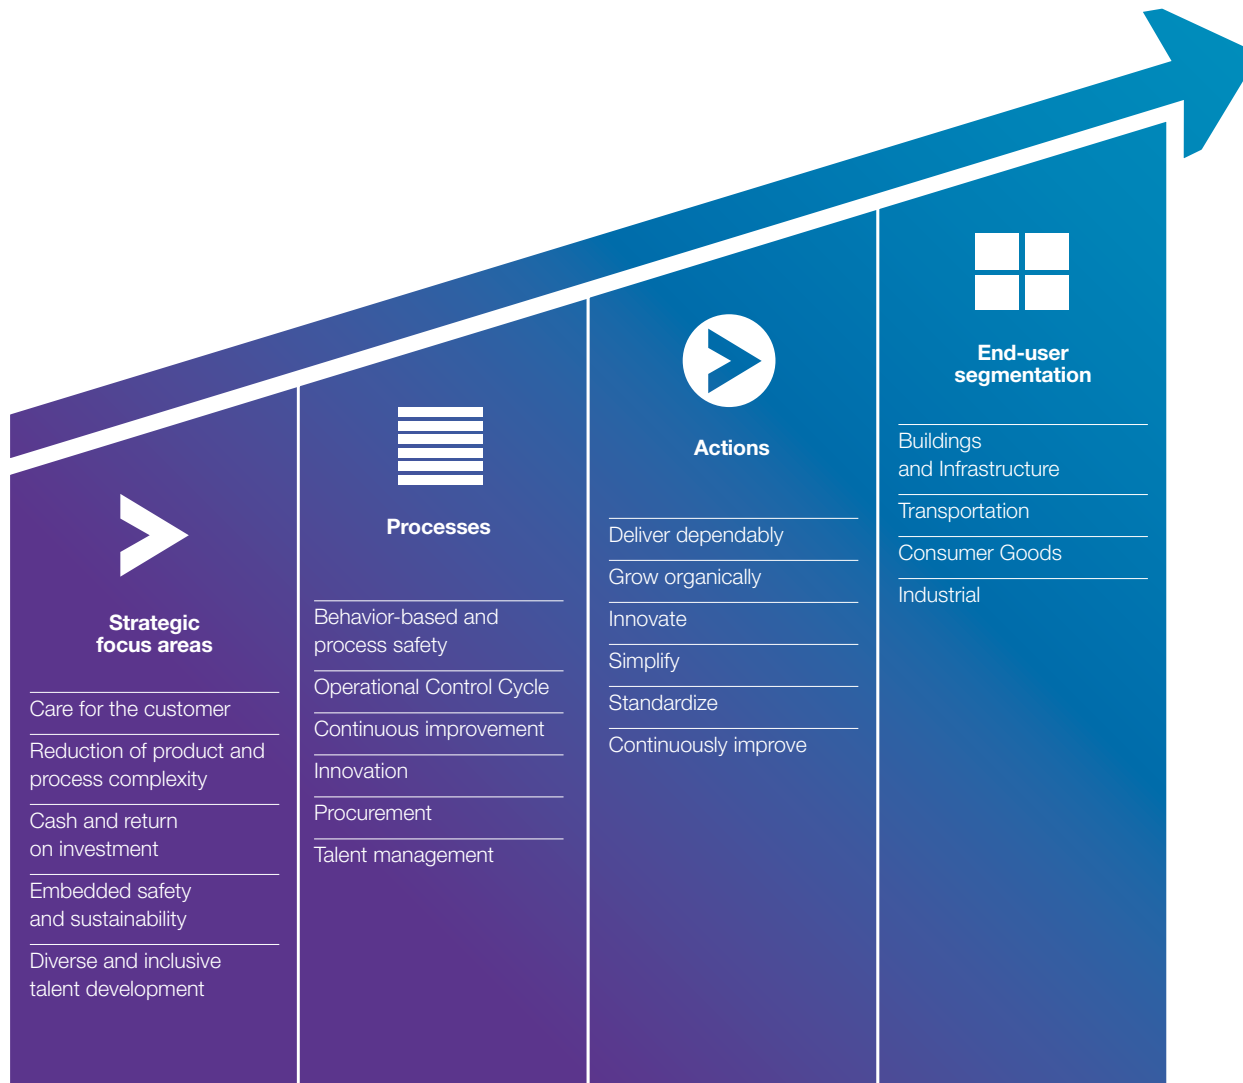 Strategic
focus areas
Care for the customer
Reduction of product and
process complexity
Cash and return
on investment
Embedded safety
and sustainability
Diverse and inclusive
talent development
Processes
Behavior-based and
process safety
Operational Control Cycle
Continuous improvement
Innovation
Procurement
Talent management
Actions
Deliver dependably
Grow organically
Innovate
Simplify
Standardize
Continuously improve
End-user
segmentation
Buildings
and Infrastructure
Transportation
Consumer Goods
Industrial